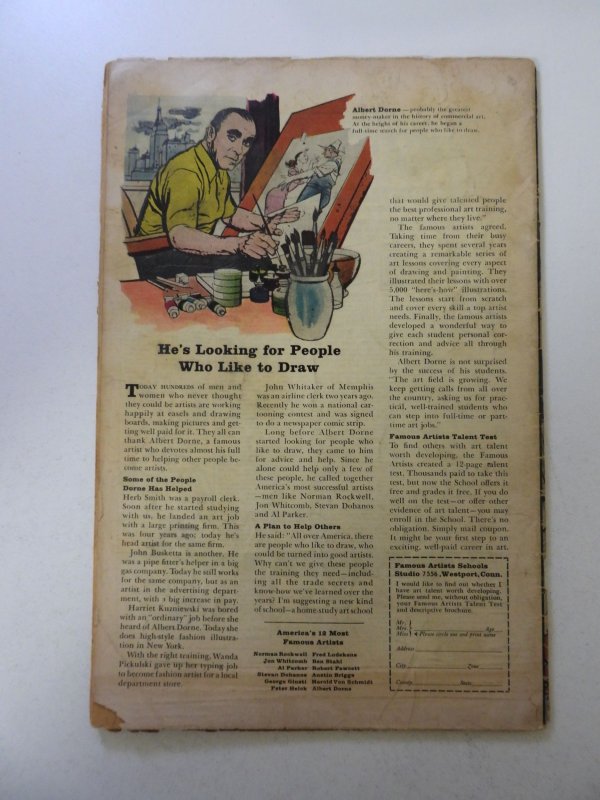 Albert Dorne — probably the greatest
money-maker in the history of commercial art.
At the height of his career, he began a
full-time search for people who like to draw.
He's Looking for People
Who Like to Draw
TODAY HUNDREDS of men and
women who never thought
they could be artists are working
happily at easels and drawing
boards, making pictures and get-
ting well paid for it. They all can
thank Albert Dorne, a famous
artist who devotes almost his full
time to helping other people be-
come artists.
Some of the People
Dorne Has Helped
Herb Smith was a payroll clerk.
Soon after he started studying
with us, he landed an art job
with a large printing firm. This
was four years ago: today he's
head artist for the same firm.
John Busketta is another. He
was a pipe fitter's helper in a big
gas company. Today he still works
for the same company, but as an
artist in the advertising depart-
ment, with a big increase in pay.
Harriet Kuzniewski was bored
with an "ordinary" job before she
heard of Albert Dorne. Today she
does high-style fashion illustra-
tion in New York.
With the right training, Wanda
Pickulski gave up her typing job
to become fashion artist for a local
department store.
John Whitaker of Memphis
was an airline clerk two years ago.
Recently he won a national car-
tooning contest and was signed
to do a newspaper comic strip.
Long before Albert Dorne
started looking for people who
like to draw, they came to him
for advice and help. Since he
alone could help only a few of
these people, he called together
America's most successful artists
—men like Norman Rockwell,
Jon Whitcomb, Stevan Dohanos
and Al Parker.
A Plan to Help Others
He said: "All over America, there
are people who like to draw, who
could be turned into good artists.
Why can't we give these people
the training they need—includ-
ing all the trade secrets and
know-how we've learned over the
years? I'm suggesting a new kind
of school—a home study art school
America's 12 Most
Famous Artists
Norman Rockwell Fred Ludekens
Jon Whitcomb Ben Stahl
Al Parker Robert Fawcett
Stevan Dohanos Austin Briggs
George Giusti Harold Von Schmidt
Peter Helck Albert Dorne
that would give talented people
the best professional art training,
no matter where they live."
The famous artists agreed.
Taking time from their busy
careers, they spent several years
creating a remarkable series of
art lessons covering every aspect
of drawing and painting. They
illustrated their lessons with over
5,000 "here's-how" illustrations.
The lessons start from scratch
and cover every skill a top artist
needs. Finally, the famous artists
developed a wonderful way to
give each student personal cor-
rection and advice all through
his training.
Albert Dorne is not surprised
by the success of his students.
"The art field is growing. We
keep getting calls from all over
the country, asking us for prac-
tical, well-trained students who
can step into full-time or part-
time art jobs."
Famous Artists Talent Test
To find others with art talent
worth developing, the Famous
Artists created a 12-page talent
test. Thousands paid to take this
test, but now the School offers it
free and grades it free. If you do
well on the test—or offer other
evidence of art talent—you may
enroll in the School. There's no
obligation. Simply mail coupon.
It might be your first step to an
exciting, well-paid career in art.
Famous Artists Schools
Studio 7556, Westport, Conn.
I would like to find out whether I
have art talent worth developing.
Please send me, without obligation,
your Famous Artists Talent Test
and descriptive brochure.
Mr.
Mrs. Age
Miss * Please circle one and print name
Address
City Zone
County State